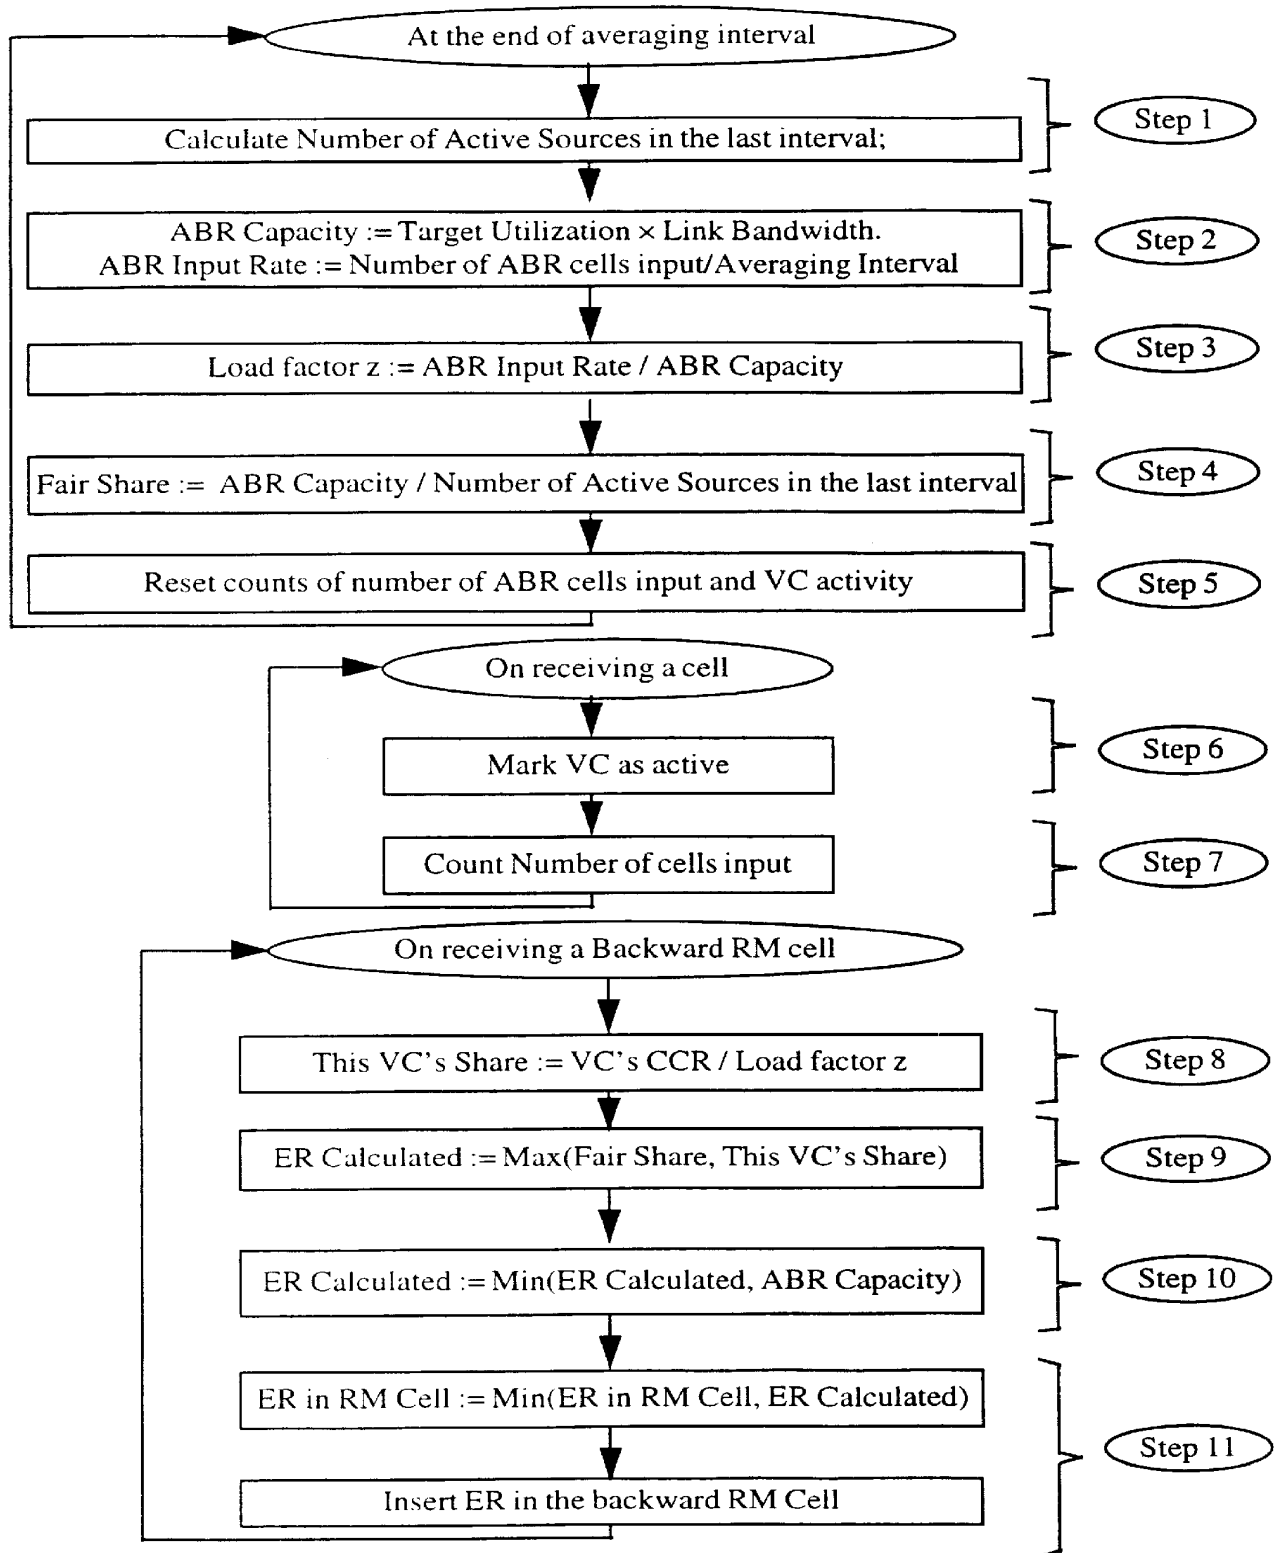 At the end of averaging interval
Calculate Number of Active Sources in the last interval;
Step 1
ABR Capacity := Target Utilization × Link Bandwidth.
ABR Input Rate := Number of ABR cells input/Averaging Interval
Step 2
Load factor z := ABR Input Rate / ABR Capacity
Step 3
Fair Share := ABR Capacity / Number of Active Sources in the last interval
Step 4
Reset counts of number of ABR cells input and VC activity
Step 5
On receiving a cell
Mark VC as active
Step 6
Count Number of cells input
Step 7
On receiving a Backward RM cell
This VC's Share := VC's CCR / Load factor z
Step 8
ER Calculated := Max(Fair Share, This VC's Share)
Step 9
ER Calculated := Min(ER Calculated, ABR Capacity)
Step 10
ER in RM Cell := Min(ER in RM Cell, ER Calculated)
Step 11
Insert ER in the backward RM Cell